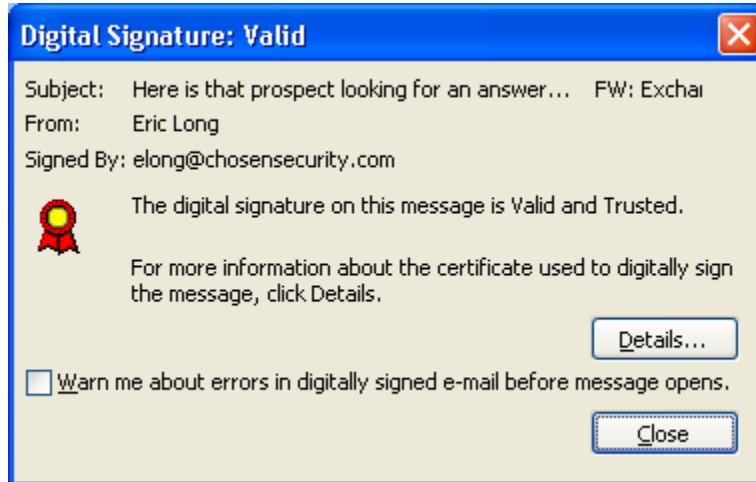 Digital Signature: Valid
Subject: Here is that prospect looking for an answer... FW:
From: Eric Long
Signed By: elong@chosensecurity.com
The digital signature on this message is Valid and Trusted.
For more information about the certificate used to digitally sign
the message, click Details.
Details...
Warn me about errors in digitally signed e-mail before message opens.
Close